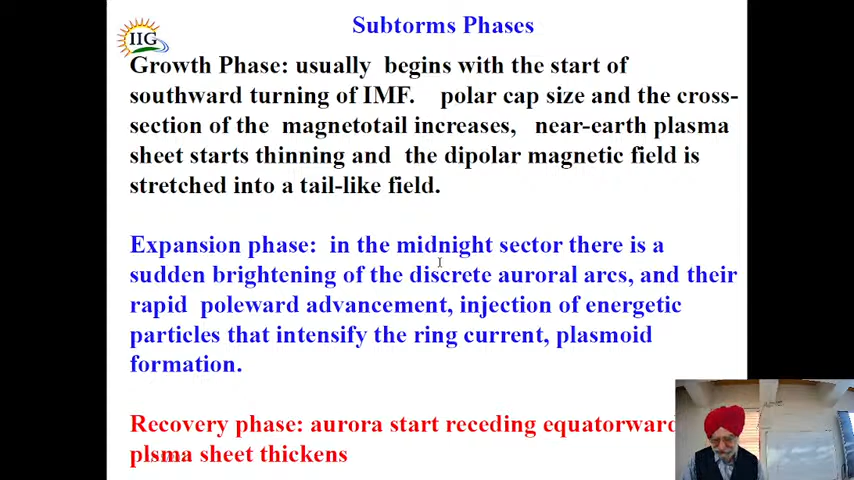 Subtorms Phases
IIG
Growth Phase: usually begins with the start of
southward turning of IMF. polar cap size and the cross-
section of the magnetotail increases, near-earth plasma
sheet starts thinning and the dipolar magnetic field is
stretched into a tail-like field.
Expansion phase: in the midnight sector there is a
sudden brightening of the discrete auroral arcs, and their
rapid poleward advancement, injection of energetic
particles that intensify the ring current, plasmoid
formation.
Recovery phase: aurora start receding equatorward
plsma sheet thickens